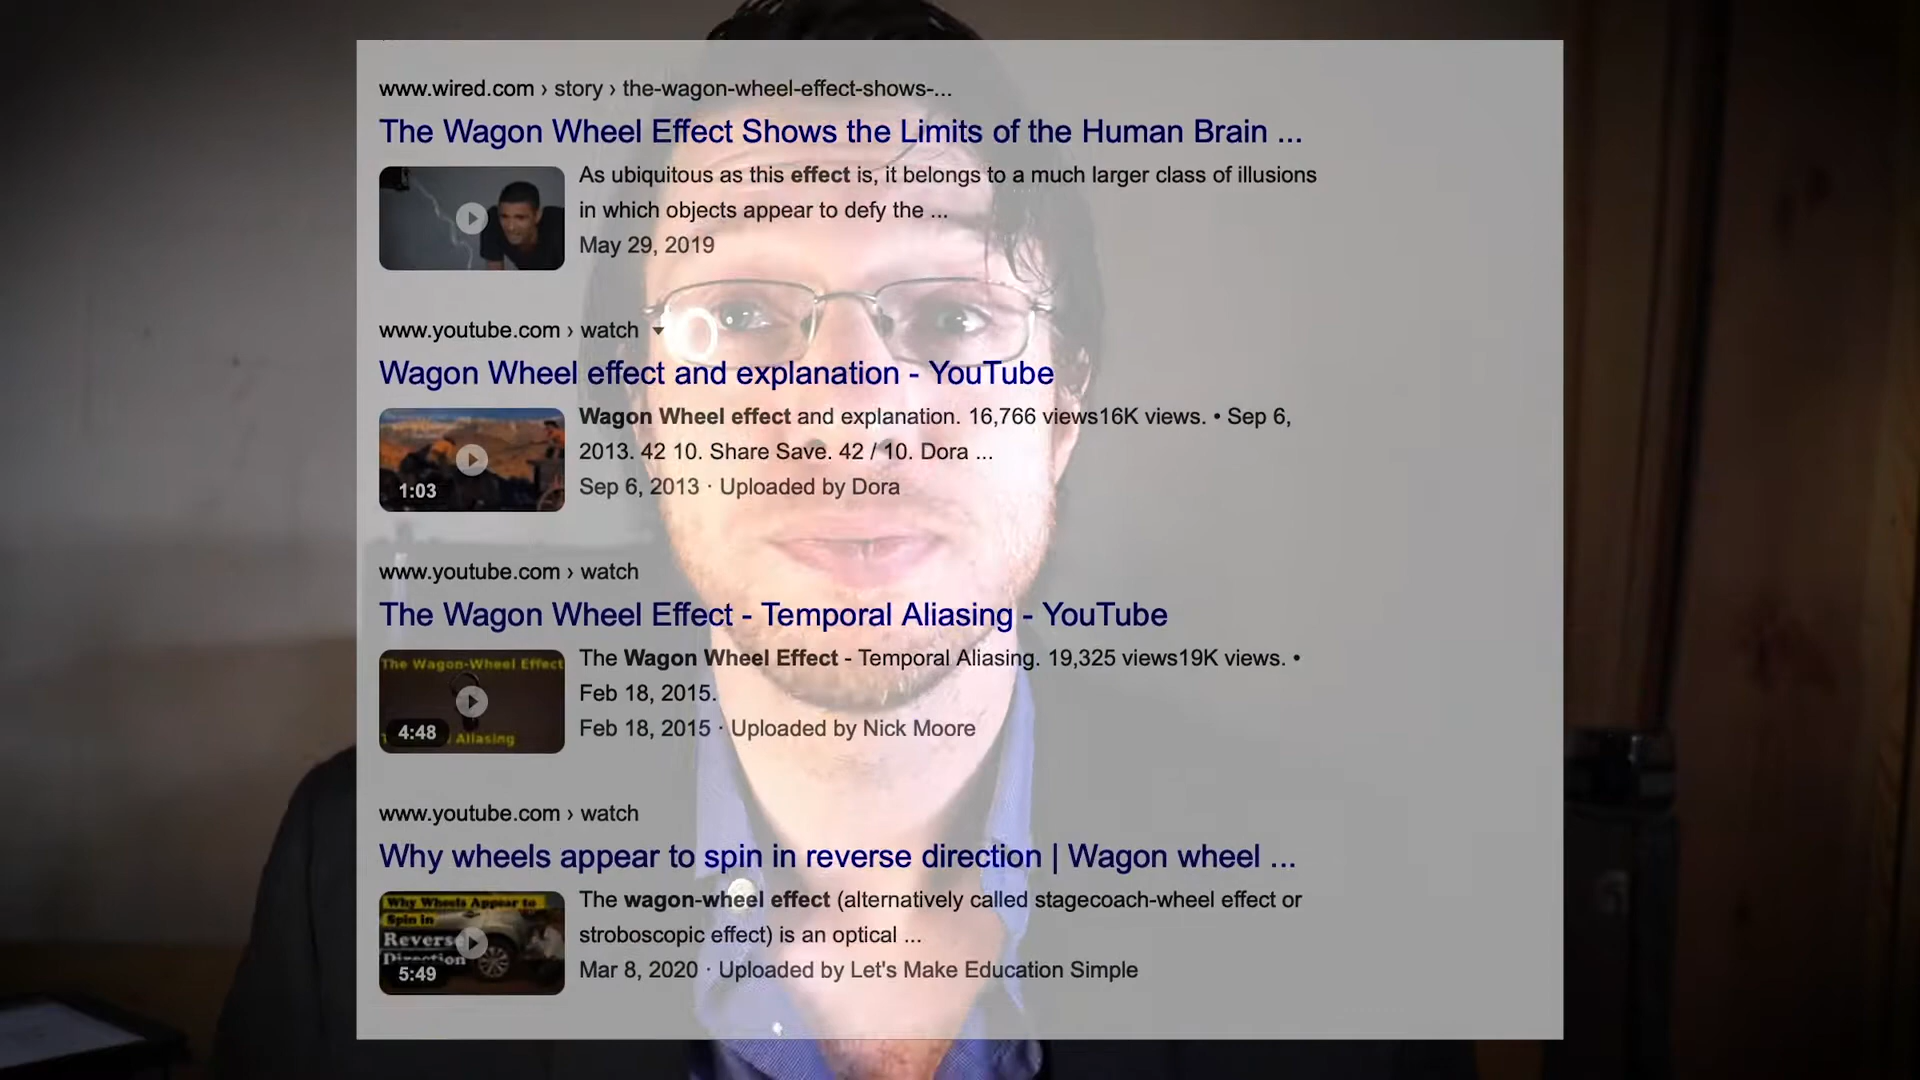 www.wired.com › story › the-wagon-wheel-effect-shows-...
The Wagon Wheel Effect Shows the Limits of the Human Brain ...
As ubiquitous as this effect is, it belongs to a much larger class of illusions
in which objects appear to defy the ...
May 29, 2019
www.youtube.com › watch
Wagon Wheel effect and explanation - YouTube
Wagon Wheel effect and explanation. 16,766 views16K views. • Sep 6,
2013. 42 10. Share Save. 42 / 10. Dora ...
Sep 6, 2013 · Uploaded by Dora
1:03
www.youtube.com › watch
The Wagon Wheel Effect - Temporal Aliasing - YouTube
The Wagon-Wheel Effect
The Wagon Wheel Effect - Temporal Aliasing. 19,325 views19K views. •
Feb 18, 2015.
Feb 18, 2015 · Uploaded by Nick Moore
4:48
Aliasing
www.youtube.com › watch
Why wheels appear to spin in reverse direction | Wagon wheel ...
Why Wheels Appear to
Spin in
Reverse
Direction
5:49
The wagon-wheel effect (alternatively called stagecoach-wheel effect or
stroboscopic effect) is an optical ...
Mar 8, 2020 · Uploaded by Let's Make Education Simple